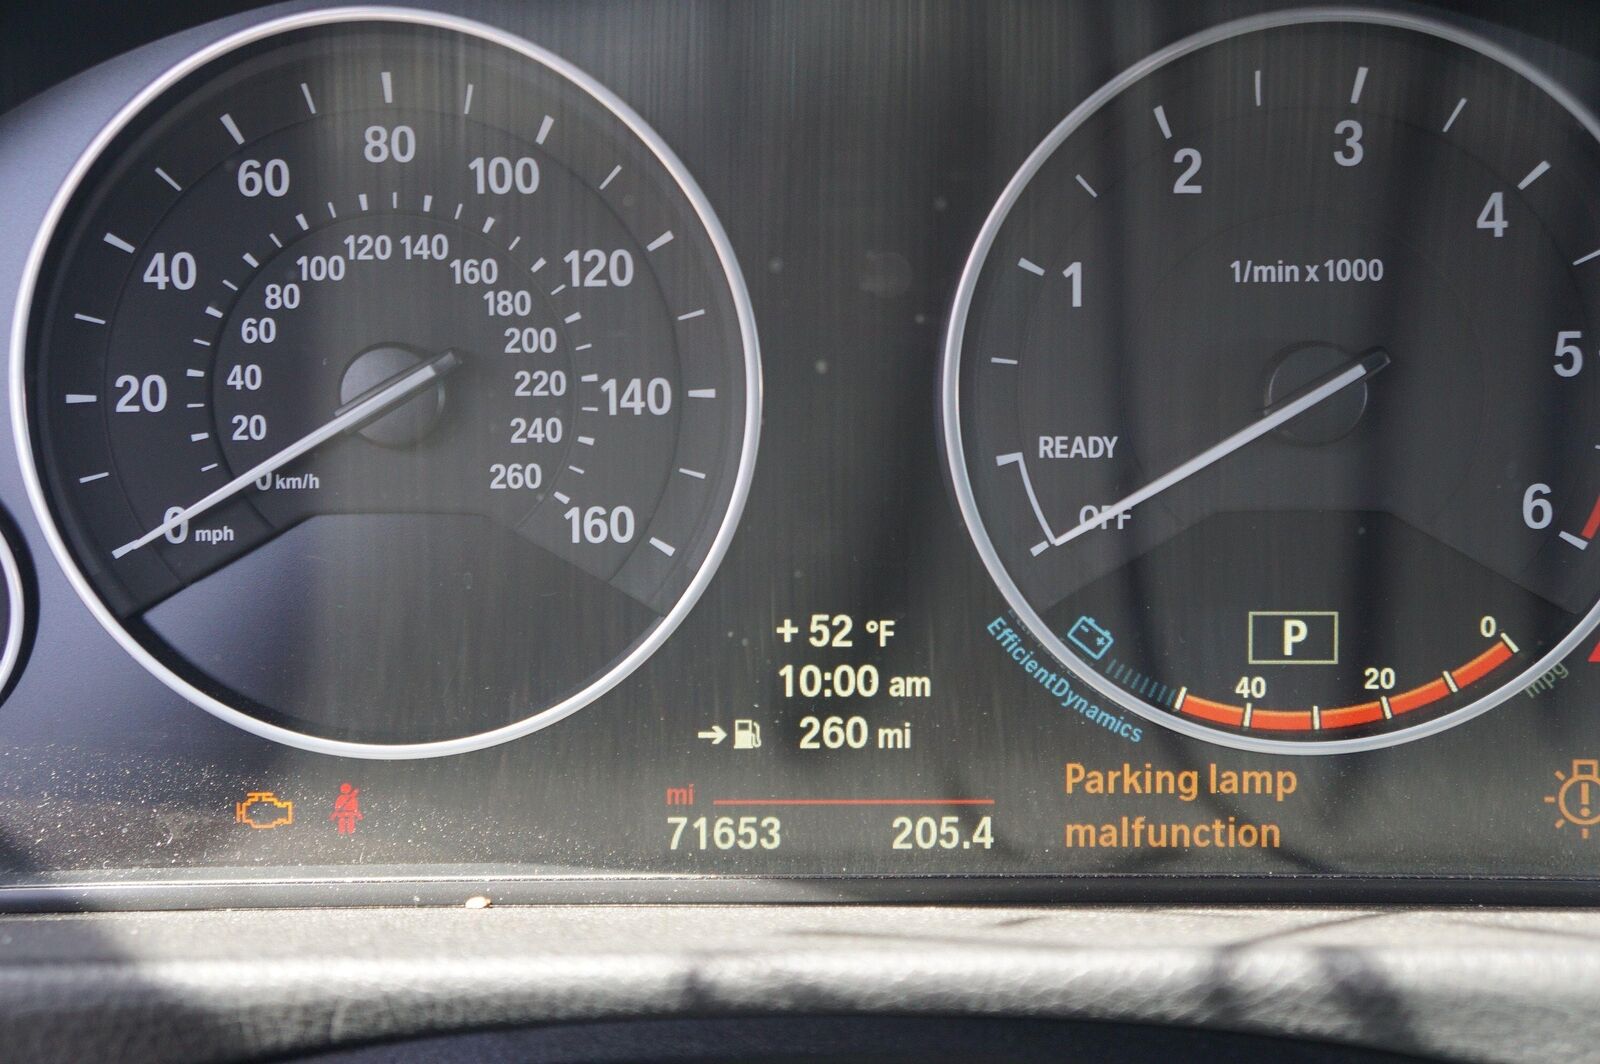 20
40
60
80
100
120
140
160
0 mph
0 km/h
20
40
60
80
100
120
140
160
180
200
220
240
260
1
2
3
4
5
6
1/min x 1000
READY
OFF
+ 52 °F
10:00 am
260 mi
mi
71653 205.4
EfficientDynamics
P
40
20
0
mpg
Parking lamp
malfunction